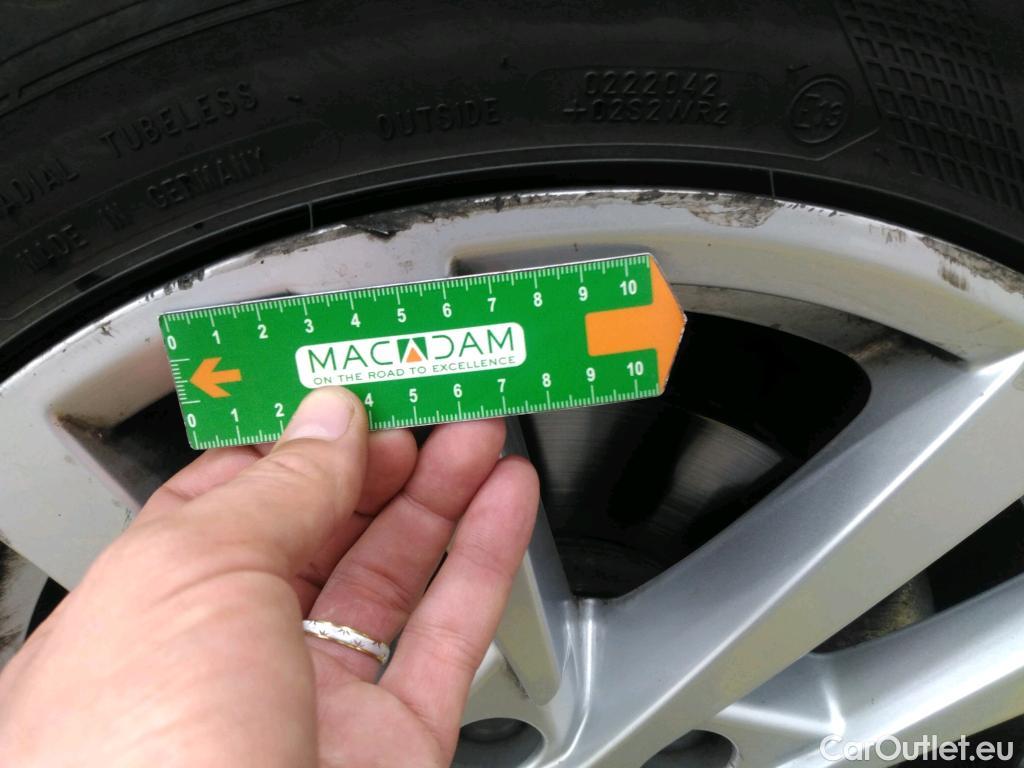 RADIAL TUBELESS
MADE IN GERMANY
OUTSIDE
0222042
+02S2WR2
E13
0 1 2 3 4 5 6 7 8 9 10
MACADAM
ON THE ROAD TO EXCELLENCE
0 1 2 4 5 6 7 8 9 10
CarOutlet.eu